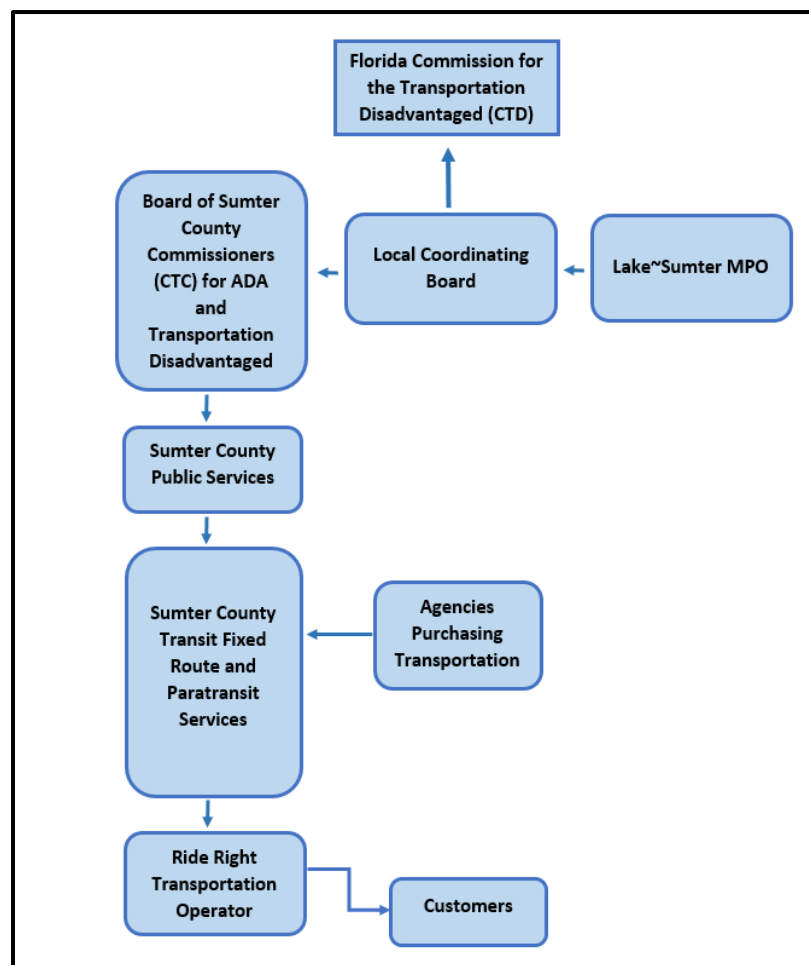 Florida Commission for
the Transportation
Disadvantaged (CTD)
Board of Sumter
County
Commissioners
(CTC) for ADA
and
Transportation
Disadvantaged
Local Coordinating
Board
Lake~Sumter MPO
Sumter County
Public Services
Sumter County
Transit Fixed
Route and
Paratransit
Services
Agencies
Purchasing
Transportation
Ride Right
Transportation
Operator
Customers